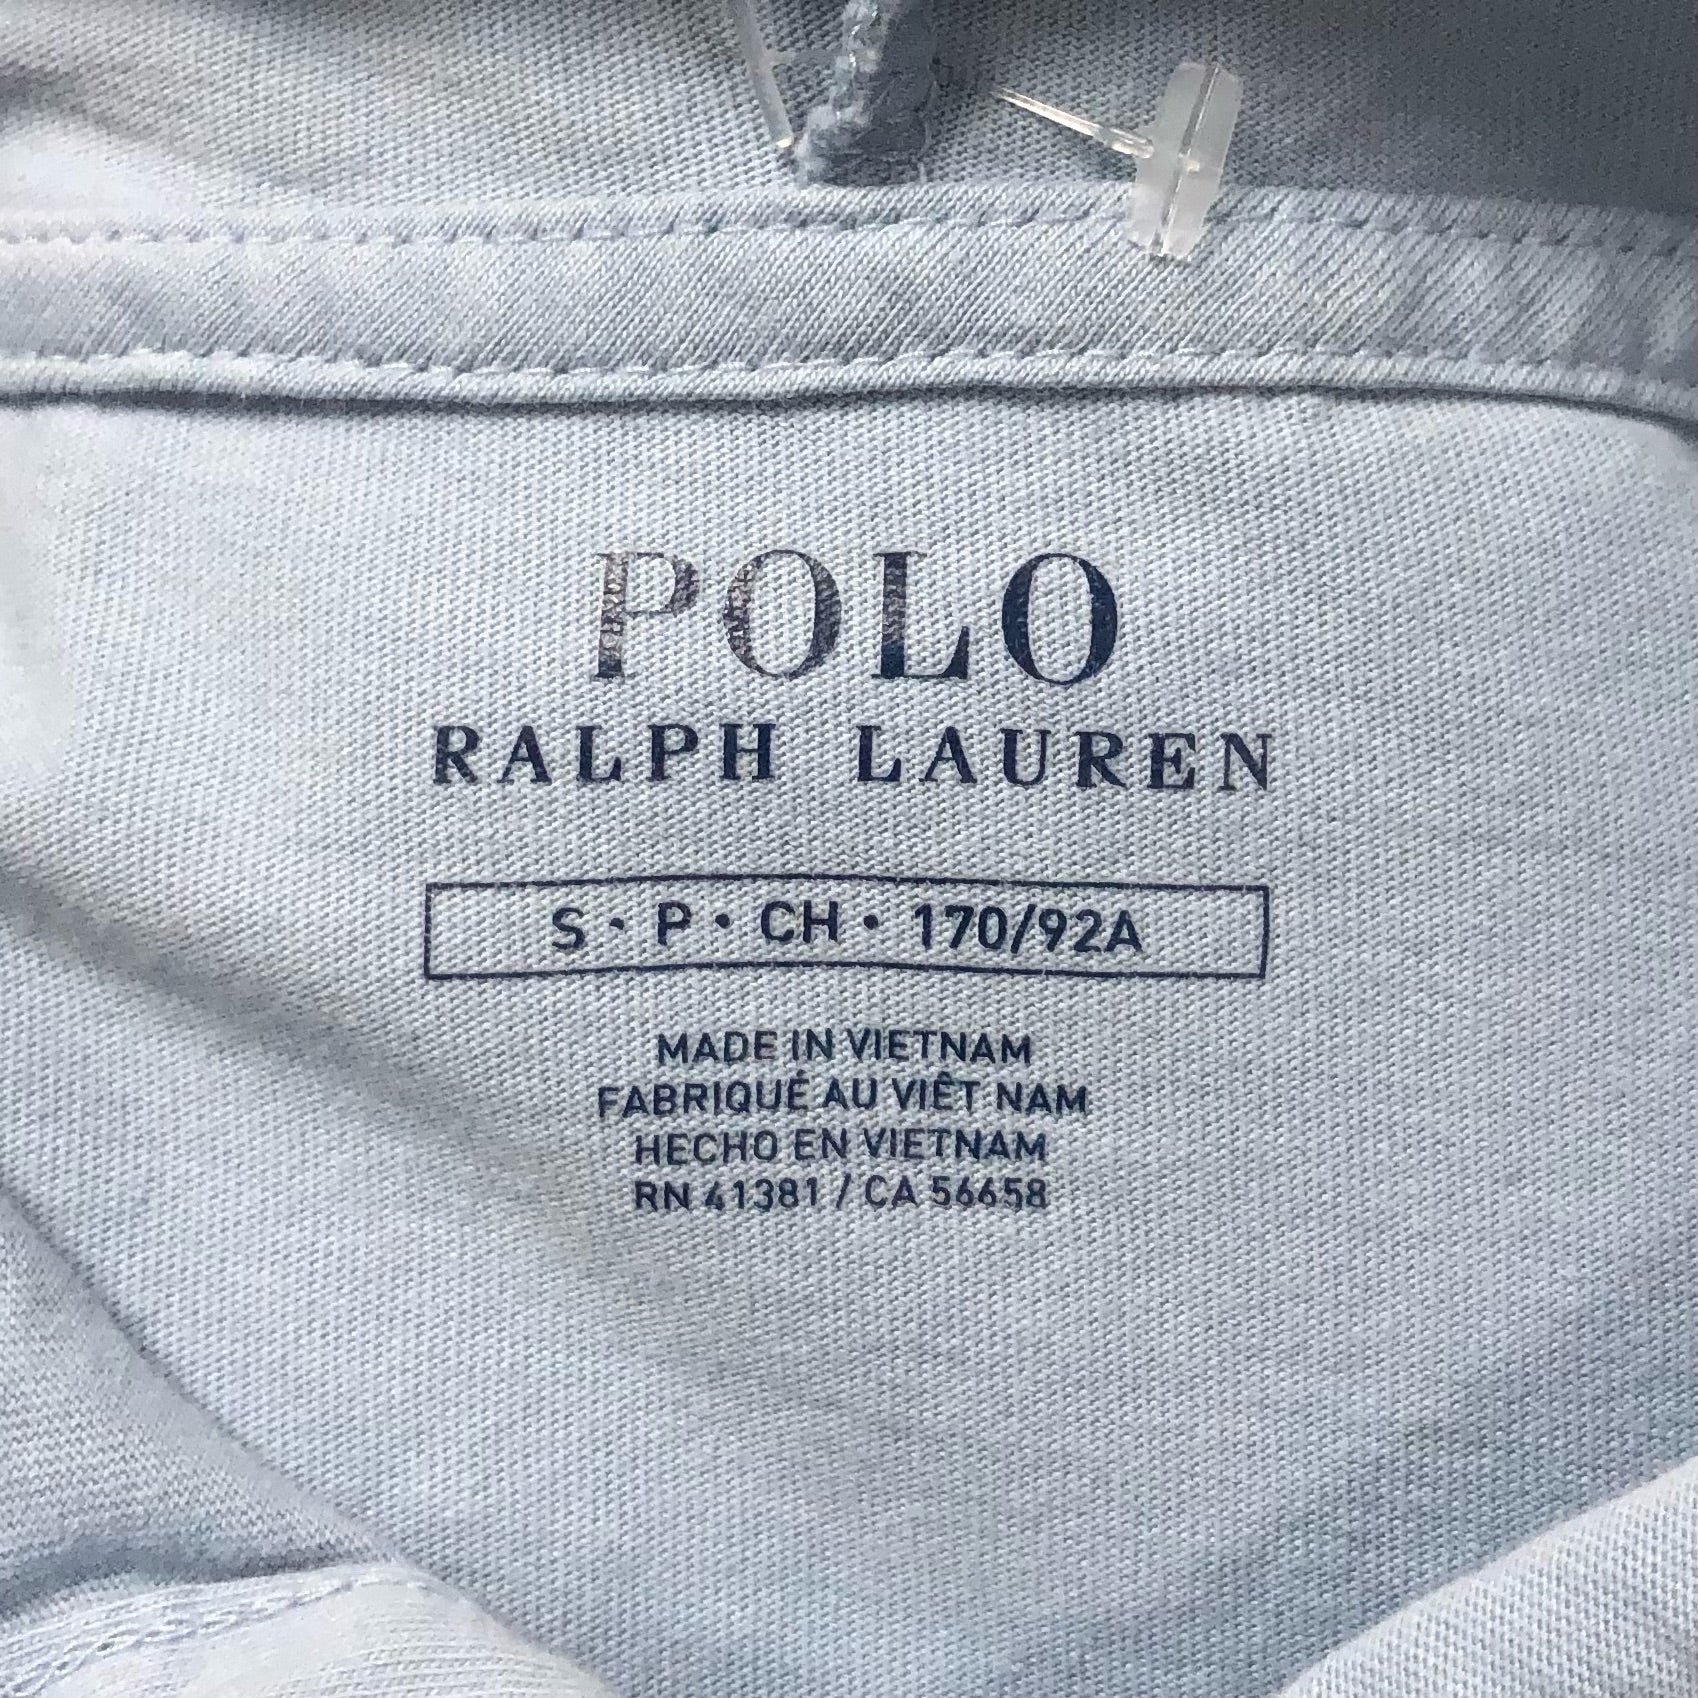 POLO
RALPH LAUREN
S • P • CH • 170/92A
MADE IN VIETNAM
FABRIQUÉ AU VIÊT NAM
HECHO EN VIETNAM
RN 41381 / CA 56658